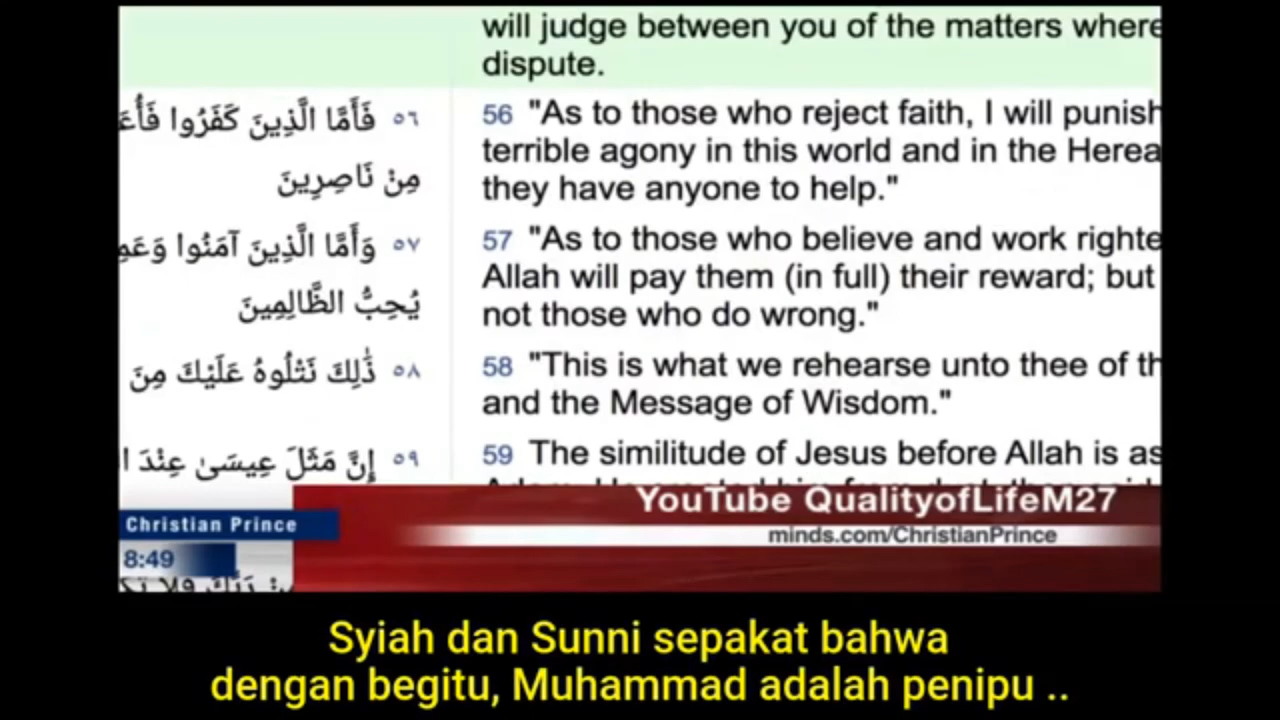 will judge between you of the matters where
dispute.
فَأَمَّا الَّذِينَ كَفَرُوا ٥٦
مِنْ نَاصِرِينَ
56 "As to those who reject faith, I will punish
terrible agony in this world and in the Herea
they have anyone to help."
وَأَمَّا الَّذِينَ آمَنُوا ٥٧
يُحِبُّ الظَّالِمِينَ
57 "As to those who believe and work righte
Allah will pay them (in full) their reward; but
not those who do wrong."
ذَٰلِكَ نَتْلُوهُ عَلَيْكَ مِنَ ٥٨
58 "This is what we rehearse unto thee of th
and the Message of Wisdom."
إِنَّ مَثَلَ عِيسَىٰ عِنْدَ ٥٩
59 The similitude of Jesus before Allah is as
YouTube QualityofLifeM27
Christian Prince
minds.com/ChristianPrince
8:49
Syiah dan Sunni sepakat bahwa
dengan begitu, Muhammad adalah penipu ..